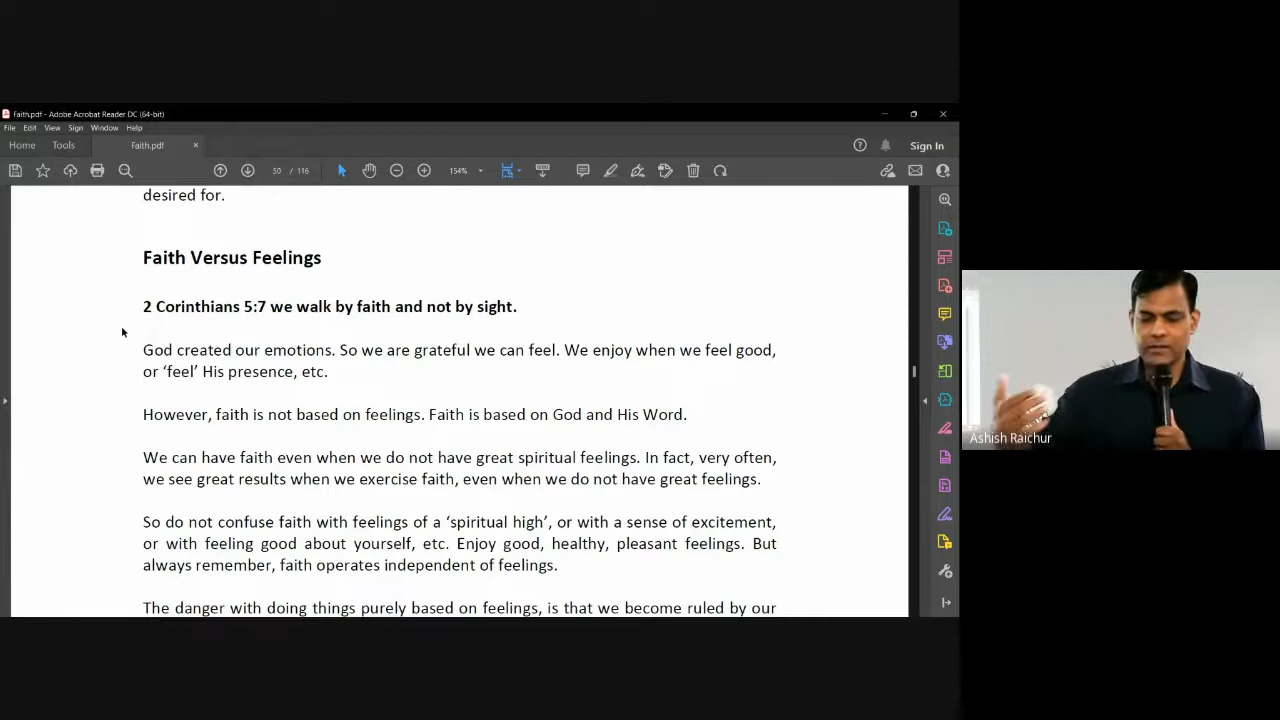 Faith.pdf - Adobe Acrobat Reader DC (64-bit)
File Edit View Sign Window Help
Home Tools Faith.pdf × Sign In
50 / 116 154%
desired for.
Faith Versus Feelings
2 Corinthians 5:7 we walk by faith and not by sight.
God created our emotions. So we are grateful we can feel. We enjoy when we feel good,
or ‘feel’ His presence, etc.
However, faith is not based on feelings. Faith is based on God and His Word.
We can have faith even when we do not have great spiritual feelings. In fact, very often,
we see great results when we exercise faith, even when we do not have great feelings.
So do not confuse faith with feelings of a ‘spiritual high’, or with a sense of excitement,
or with feeling good about yourself, etc. Enjoy good, healthy, pleasant feelings. But
always remember, faith operates independent of feelings.
The danger with doing things purely based on feelings, is that we become ruled by our
Ashish Raichur